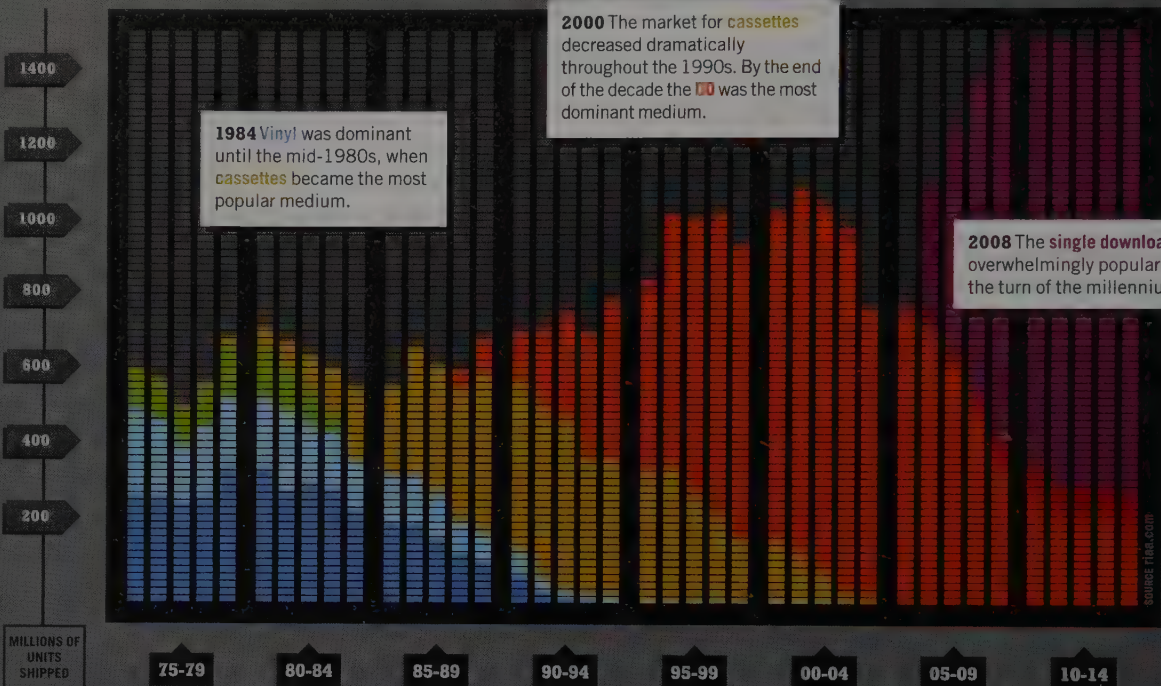 2000 The market for cassettes
decreased dramatically
throughout the 1990s. By the end
of the decade the CD was the most
dominant medium.
1984 Vinyl was dominant
until the mid-1980s, when
cassettes became the most
popular medium.
2008 The single downloa
overwhelmingly popular
the turn of the millenniu
1400
1200
1000
800
600
400
200
MILLIONS OF
UNITS
SHIPPED
75-79
80-84
85-89
90-94
95-99
00-04
05-09
10-14
SOURCE riaa.com